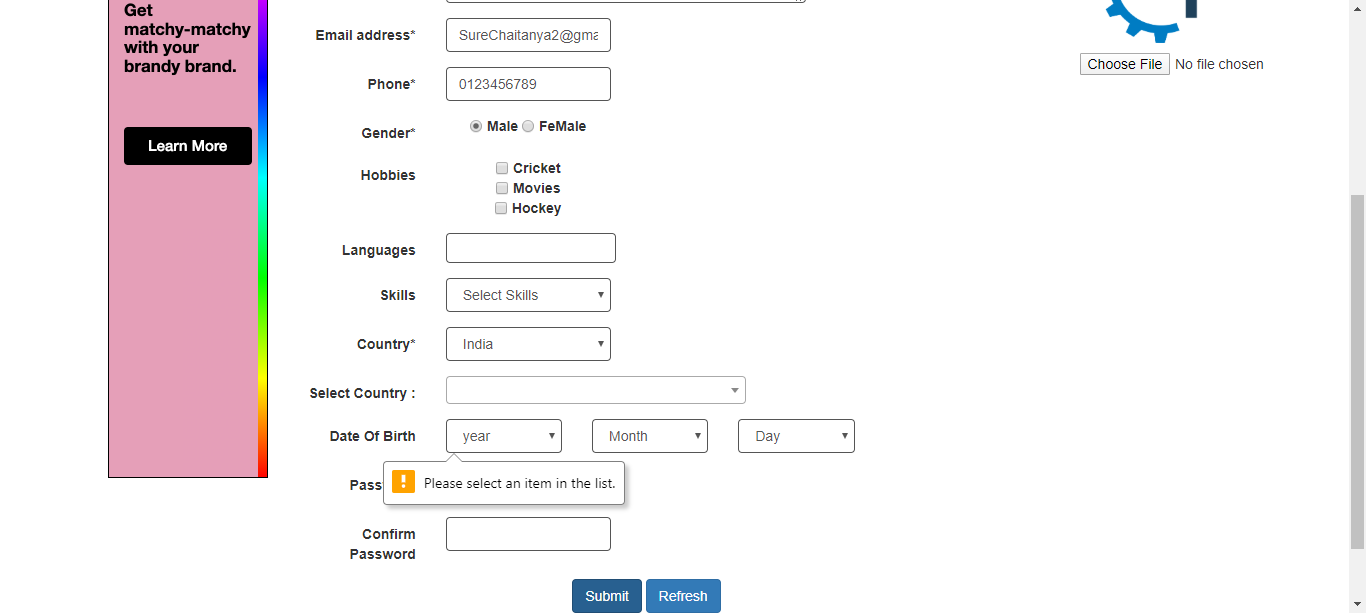 Get
matchy-matchy
with your
brandy brand.
Learn More
Email address*
SureChaitanya2@gma
Choose File No file chosen
Phone*
0123456789
Gender*
Male FeMale
Hobbies
Cricket
Movies
Hockey
Languages
Skills
Select Skills
Country*
India
Select Country :
Date Of Birth
year Month Day
Pass
! Please select an item in the list.
Confirm
Password
Submit Refresh